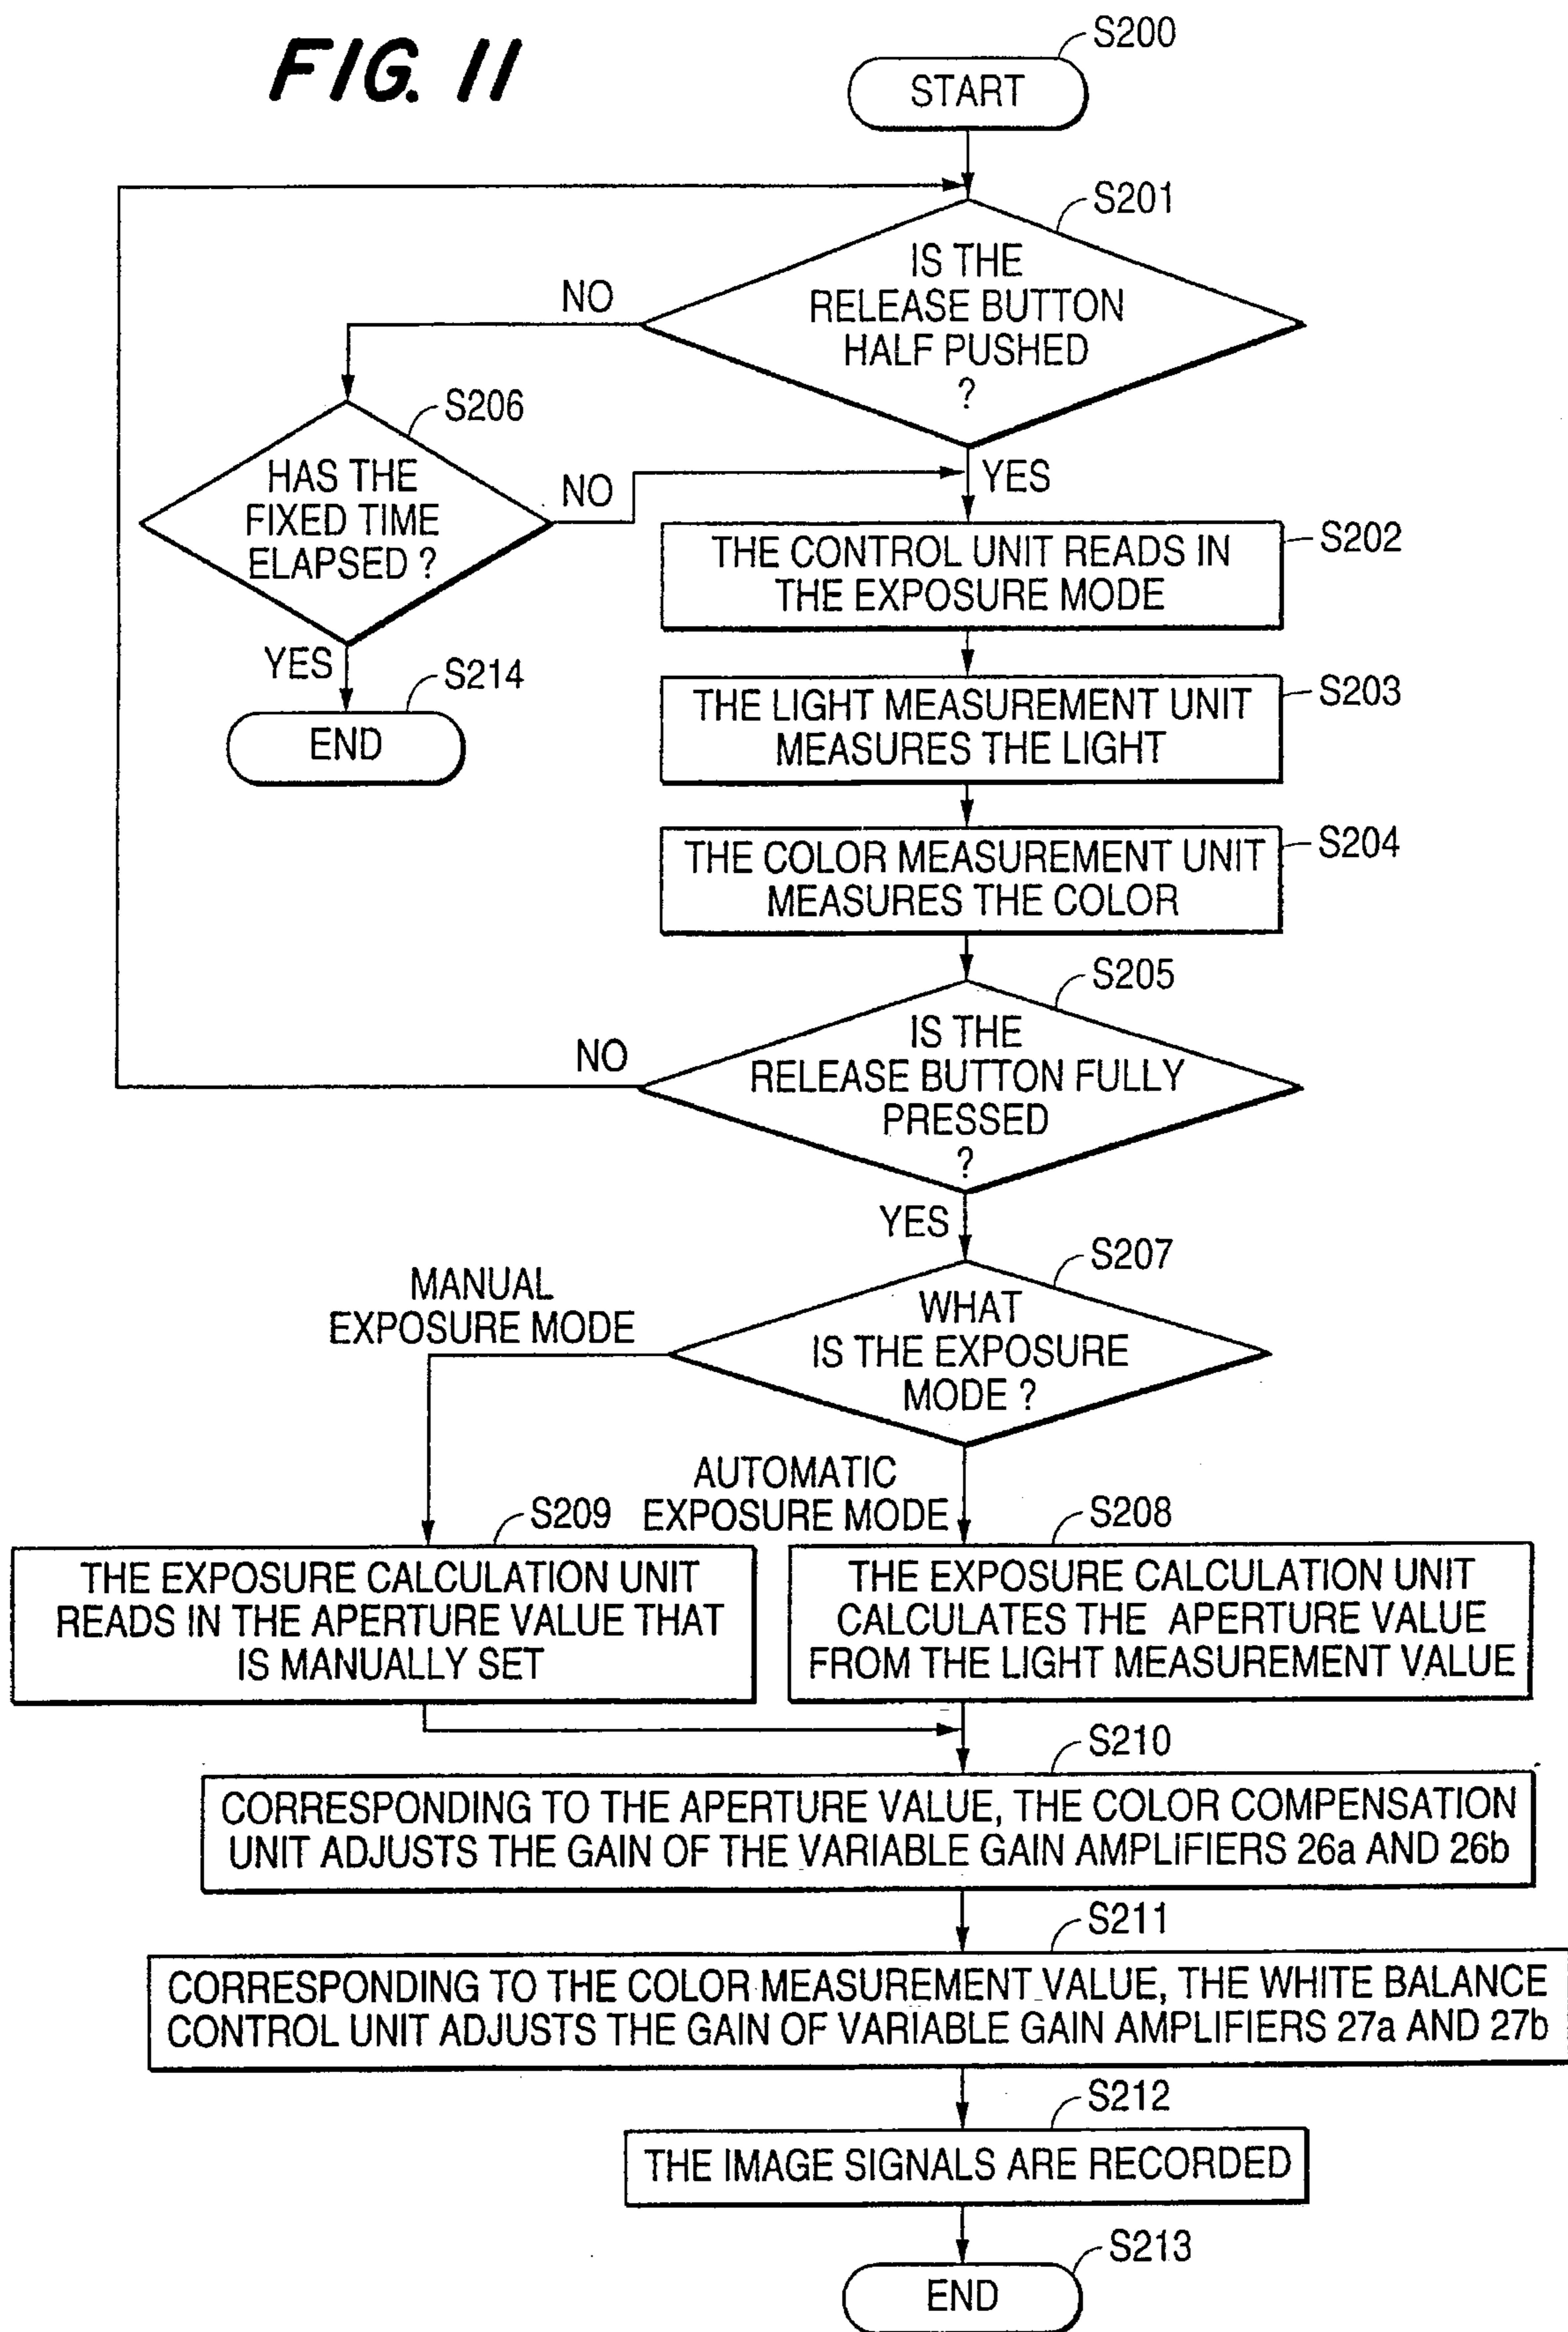 FIG. 11
S200
START
S201
IS THE
RELEASE BUTTON
HALF PUSHED
?
NO
S206
HAS THE
FIXED TIME
ELAPSED ?
NO
YES
S202
THE CONTROL UNIT READS IN
THE EXPOSURE MODE
YES
S214
END
S203
THE LIGHT MEASUREMENT UNIT
MEASURES THE LIGHT
S204
THE COLOR MEASUREMENT UNIT
MEASURES THE COLOR
S205
IS THE
RELEASE BUTTON FULLY
PRESSED
?
NO
YES
S207
WHAT
IS THE EXPOSURE
MODE ?
MANUAL
EXPOSURE MODE
AUTOMATIC
EXPOSURE MODE
S209
THE EXPOSURE CALCULATION UNIT
READS IN THE APERTURE VALUE THAT
IS MANUALLY SET
S208
THE EXPOSURE CALCULATION UNIT
CALCULATES THE APERTURE VALUE
FROM THE LIGHT MEASUREMENT VALUE
S210
CORRESPONDING TO THE APERTURE VALUE, THE COLOR COMPENSATION
UNIT ADJUSTS THE GAIN OF THE VARIABLE GAIN AMPLIFIERS 26a AND 26b
S211
CORRESPONDING TO THE COLOR MEASUREMENT VALUE, THE WHITE BALANCE
CONTROL UNIT ADJUSTS THE GAIN OF VARIABLE GAIN AMPLIFIERS 27a AND 27b
S212
THE IMAGE SIGNALS ARE RECORDED
S213
END